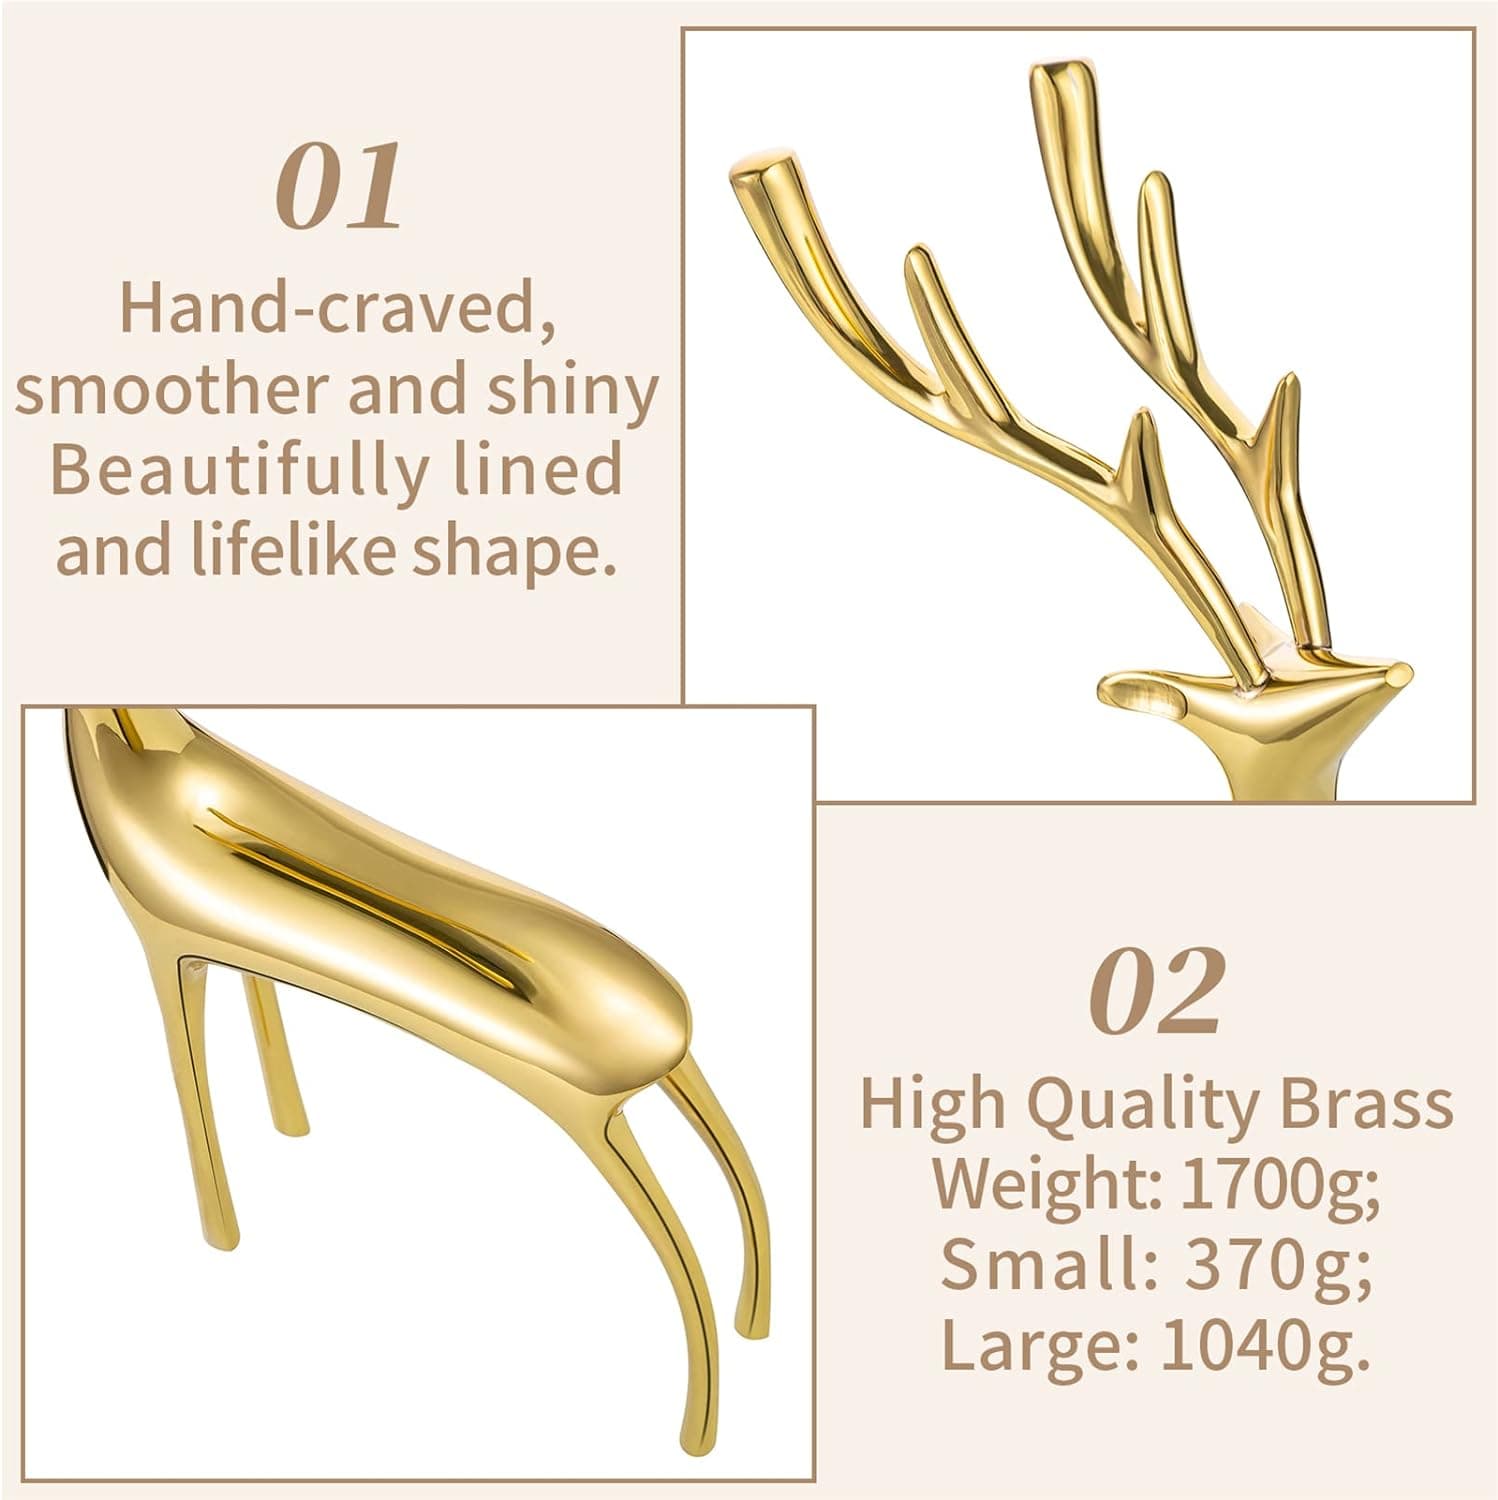 01
Hand-craved,
smoother and shiny
Beautifully lined
and lifelike shape.
02
High Quality Brass
Weight: 1700g;
Small: 370g;
Large: 1040g.